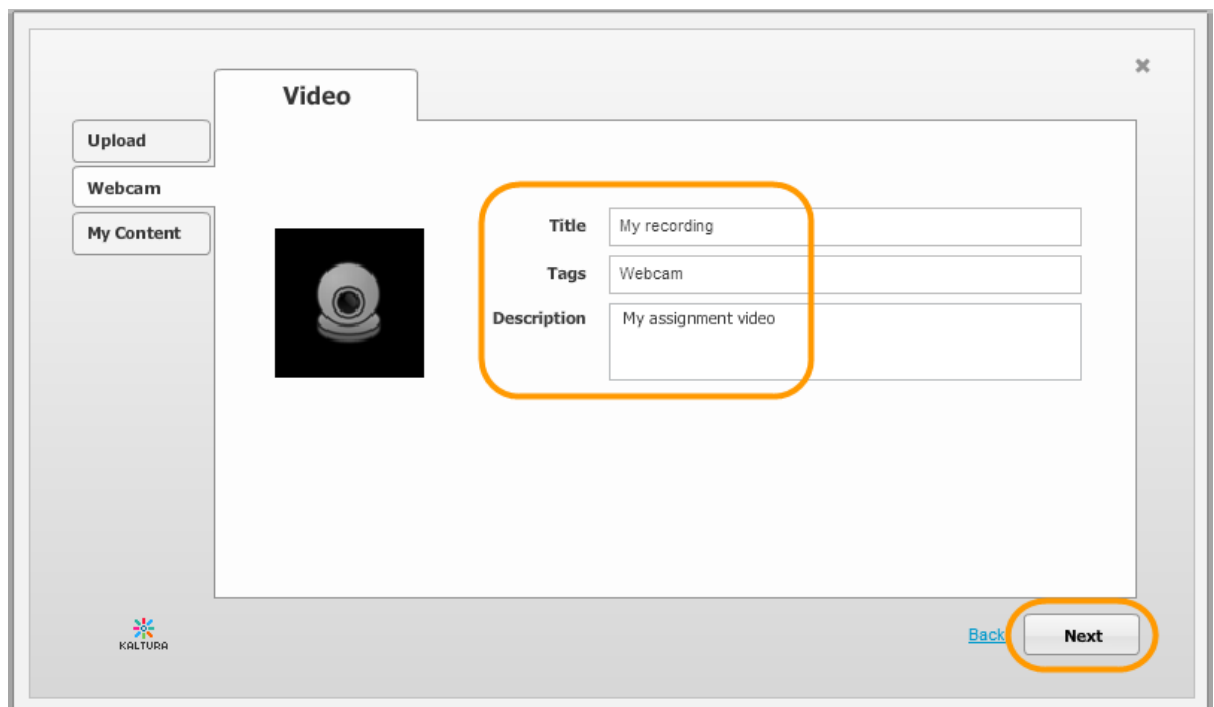 Video
Upload
Webcam
My Content
Title My recording
Tags Webcam
Description My assignment video
KALTURA
Back Next